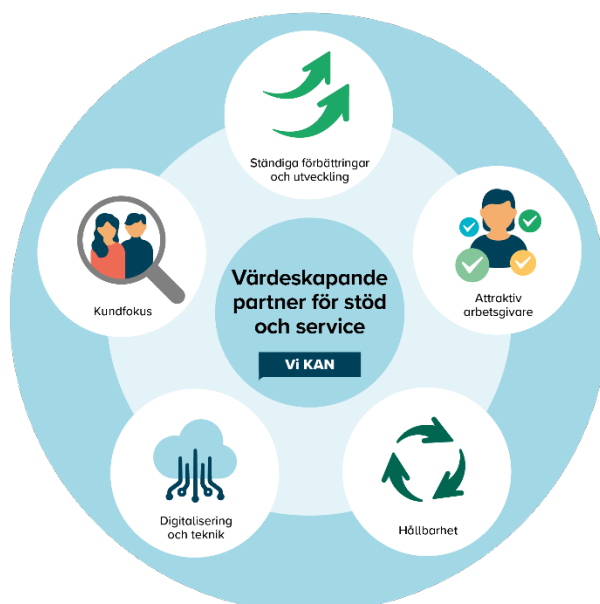 Ständiga förbättringar
och utveckling
Kundfokus
Attraktiv
arbetsgivare
Värdeskapande
partner för stöd
och service
Vi KAN
Digitalisering
och teknik
Hållbarhet